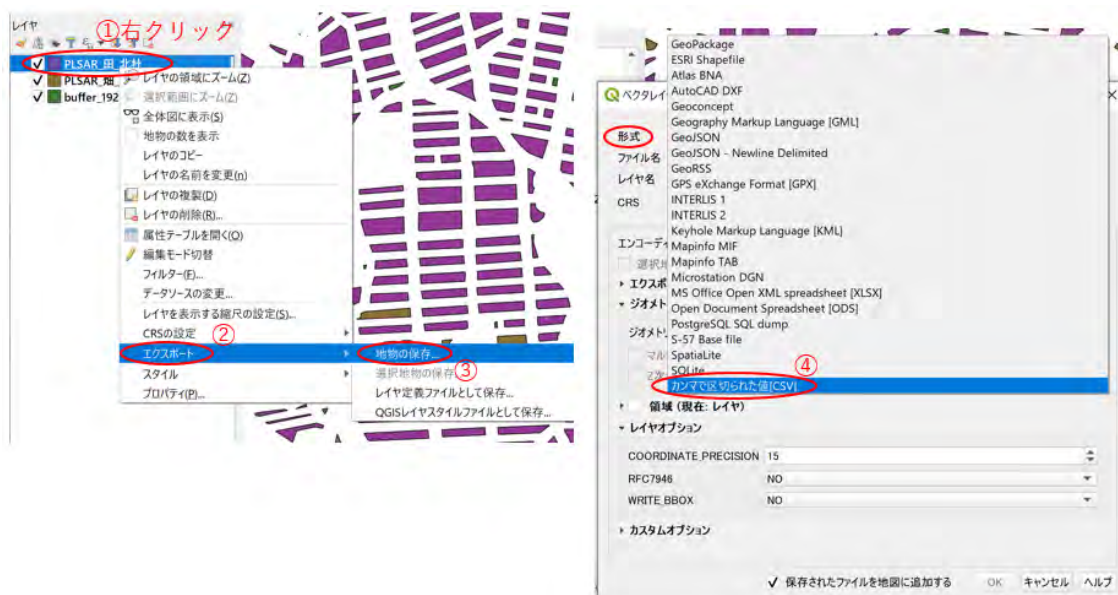 レイヤ
①右クリック
PLSAR_田_北杜
PLSAR_畑_
buffer_192
レイヤの領域にズーム(Z)
選択範囲にズーム(Z)
全体図に表示(S)
地物の数を表示
レイヤのコピー
レイヤの名前を変更(n)
レイヤの複製(D)
レイヤの削除(R)...
属性テーブルを開く(O)
編集モード切替
フィルター(F)...
データソースの変更...
レイヤを表示する縮尺の設定(S)...
CRSの設定
②
エクスポート
スタイル
プロパティ(P)...
地物の保存...
③
選択地物の保存
レイヤ定義ファイルとして保存...
QGISレイヤスタイルファイルとして保存...
ベクタレイ
形式
ファイル名
レイヤ名
CRS
エンコーディ
選択地
エクスポ
ジオメト
ジオメトリ
マル
Z次
GeoPackage
ESRI Shapefile
Atlas BNA
AutoCAD DXF
Geoconcept
Geography Markup Language [GML]
GeoJSON
GeoJSON - Newline Delimited
GeoRSS
GPS eXchange Format [GPX]
INTERLIS 1
INTERLIS 2
Keyhole Markup Language [KML]
Mapinfo MIF
Mapinfo TAB
Microstation DGN
MS Office Open XML spreadsheet [XLSX]
Open Document Spreadsheet [ODS]
PostgreSQL SQL dump
S-57 Base file
SpatiaLite
SQLite
④
カンマで区切られた値[CSV]
領域 (現在: レイヤ)
レイヤオプション
COORDINATE_PRECISION 15
RFC7946 NO
WRITE_BBOX NO
カスタムオプション
保存されたファイルを地図に追加する OK キャンセル ヘルプ